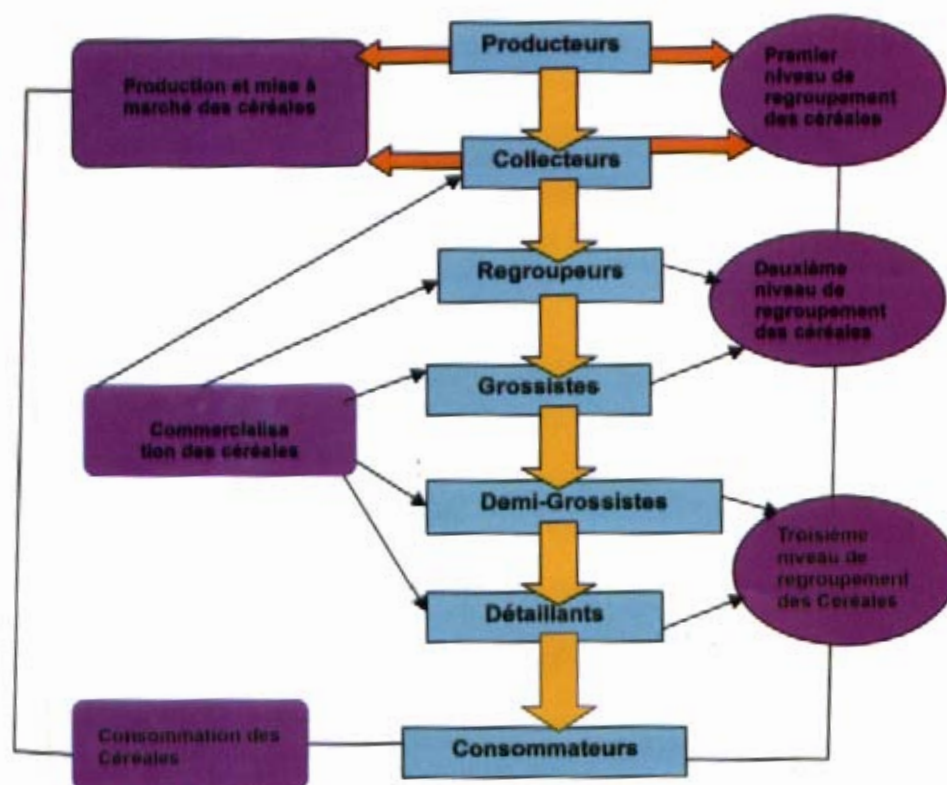 Producteurs
Production et mise à
marché des céréales
Premier
niveau de
regroupement
des céréales
Collecteurs
Regroupeurs
Deuxième
niveau de
regroupement
des céréales
Grossistes
Commercialisa
tion des céréales
Demi-Grossistes
Troisième
niveau de
regroupement
des Ceréales
Détaillants
Consommation des
Céréales
Consommateurs